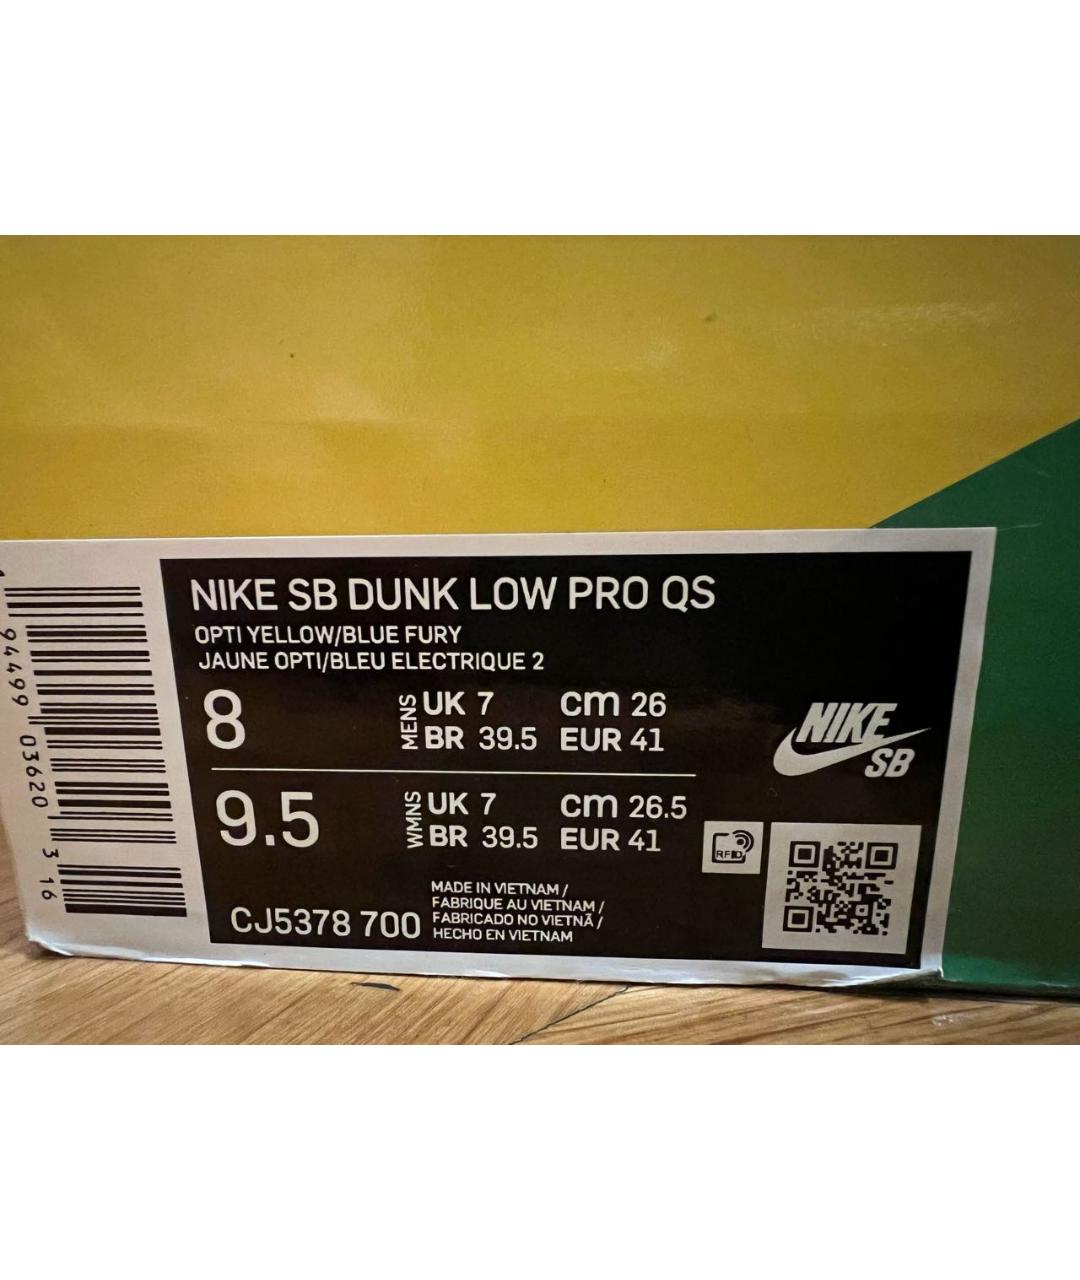 NIKE SB DUNK LOW PRO QS
OPTI YELLOW/BLUE FURY
JAUNE OPTI/BLEU ELECTRIQUE 2
8 MENS UK 7 cm 26
BR 39.5 EUR 41
9.5 WMNS UK 7 cm 26.5
BR 39.5 EUR 41
NIKE
SB
RFID
CJ5378 700
MADE IN VIETNAM /
FABRIQUE AU VIETNAM /
FABRICADO NO VIETNÃ /
HECHO EN VIETNAM
94499 03620 3 16